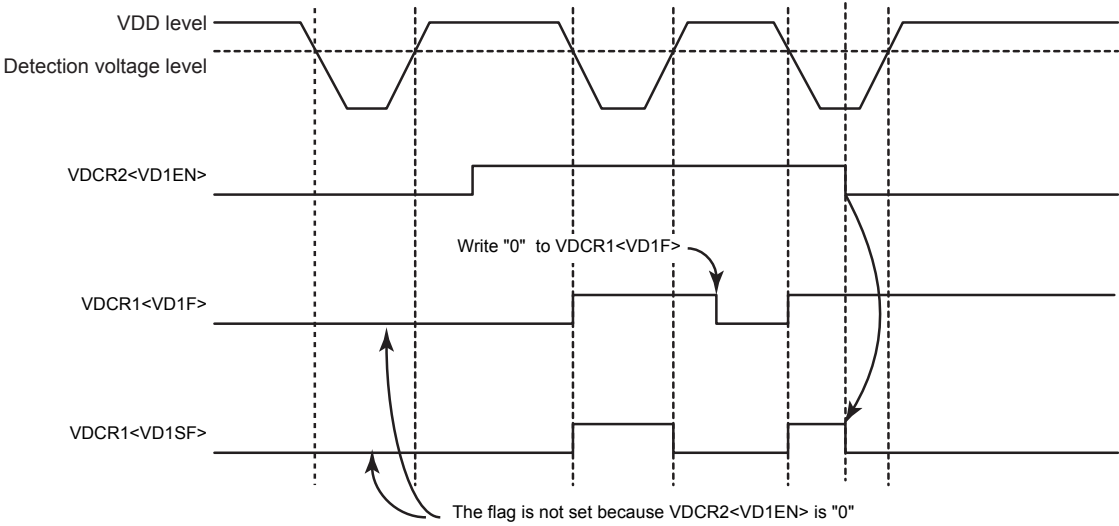 VDD level
Detection voltage level
VDCR2<VD1EN>
Write "0" to VDCR1<VD1F>
VDCR1<VD1F>
VDCR1<VD1SF>
The flag is not set because VDCR2<VD1EN> is "0"